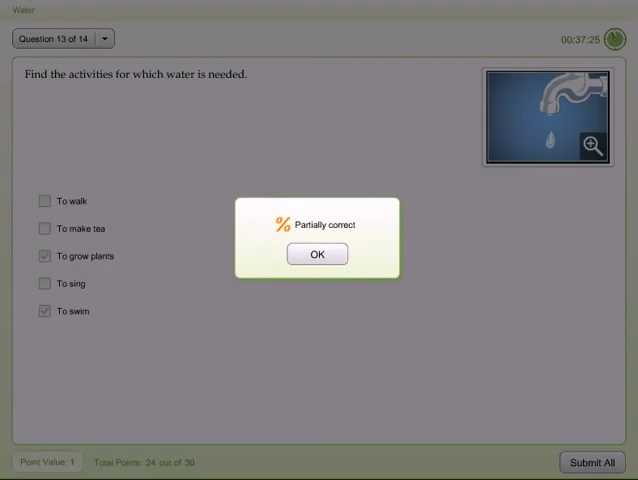 Water
Question 13 of 14
00:37:25
Find the activities for which water is needed.
To walk
To make tea
To grow plants
To sing
To swim
% Partially correct
OK
Point Value: 1
Total Points: 24 out of 30
Submit All